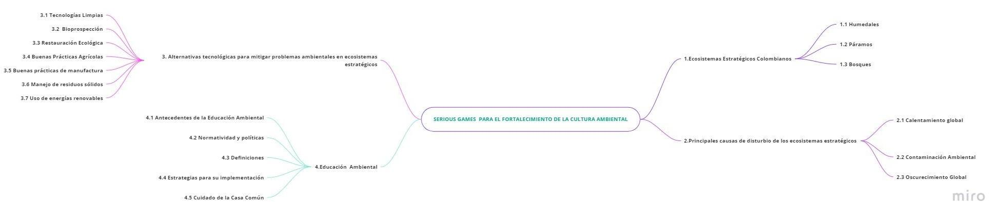 SERIOUS GAMES  PARA EL FORTALECIMIENTO DE LA CULTURA AMBIENTAL
1.Ecosistemas Estratégicos Colombianos
1.1 Humedales
1.2 Páramos
1.3 Bosques
2.Principales causas de disturbio de los ecosistemas estratégicos
2.1 Calentamiento global
2.2 Contaminación Ambiental
2.3 Oscurecimiento Global
3. Alternativas tecnológicas para mitigar problemas ambientales en ecosistemas
estratégicos
3.1 Tecnologías Limpias
3.2  Bioprospección
3.3 Restauración Ecológica
3.4 Buenas Prácticas Agrícolas
3.5 Buenas prácticas de manufactura
3.6 Manejo de residuos sólidos
3.7 Uso de energías renovables
4.Educación  Ambiental
4.1 Antecedentes de la Educación Ambiental
4.2 Normatividad y políticas
4.3 Definiciones
4.4 Estrategias para su implementación
4.5 Cuidado de la Casa Común
miro